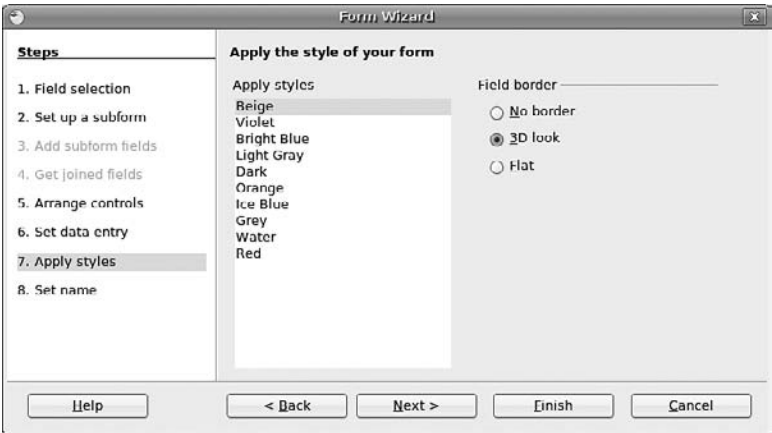 Form Wizard
Steps
1. Field selection
2. Set up a subform
3. Add subform fields
4. Get joined fields
5. Arrange controls
6. Set data entry
7. Apply styles
8. Set name
Apply the style of your form
Apply styles
Beige
Violet
Bright Blue
Light Gray
Dark
Orange
Ice Blue
Grey
Water
Red
Field border
No border
3D look
Flat
Help
< Back
Next >
Finish
Cancel